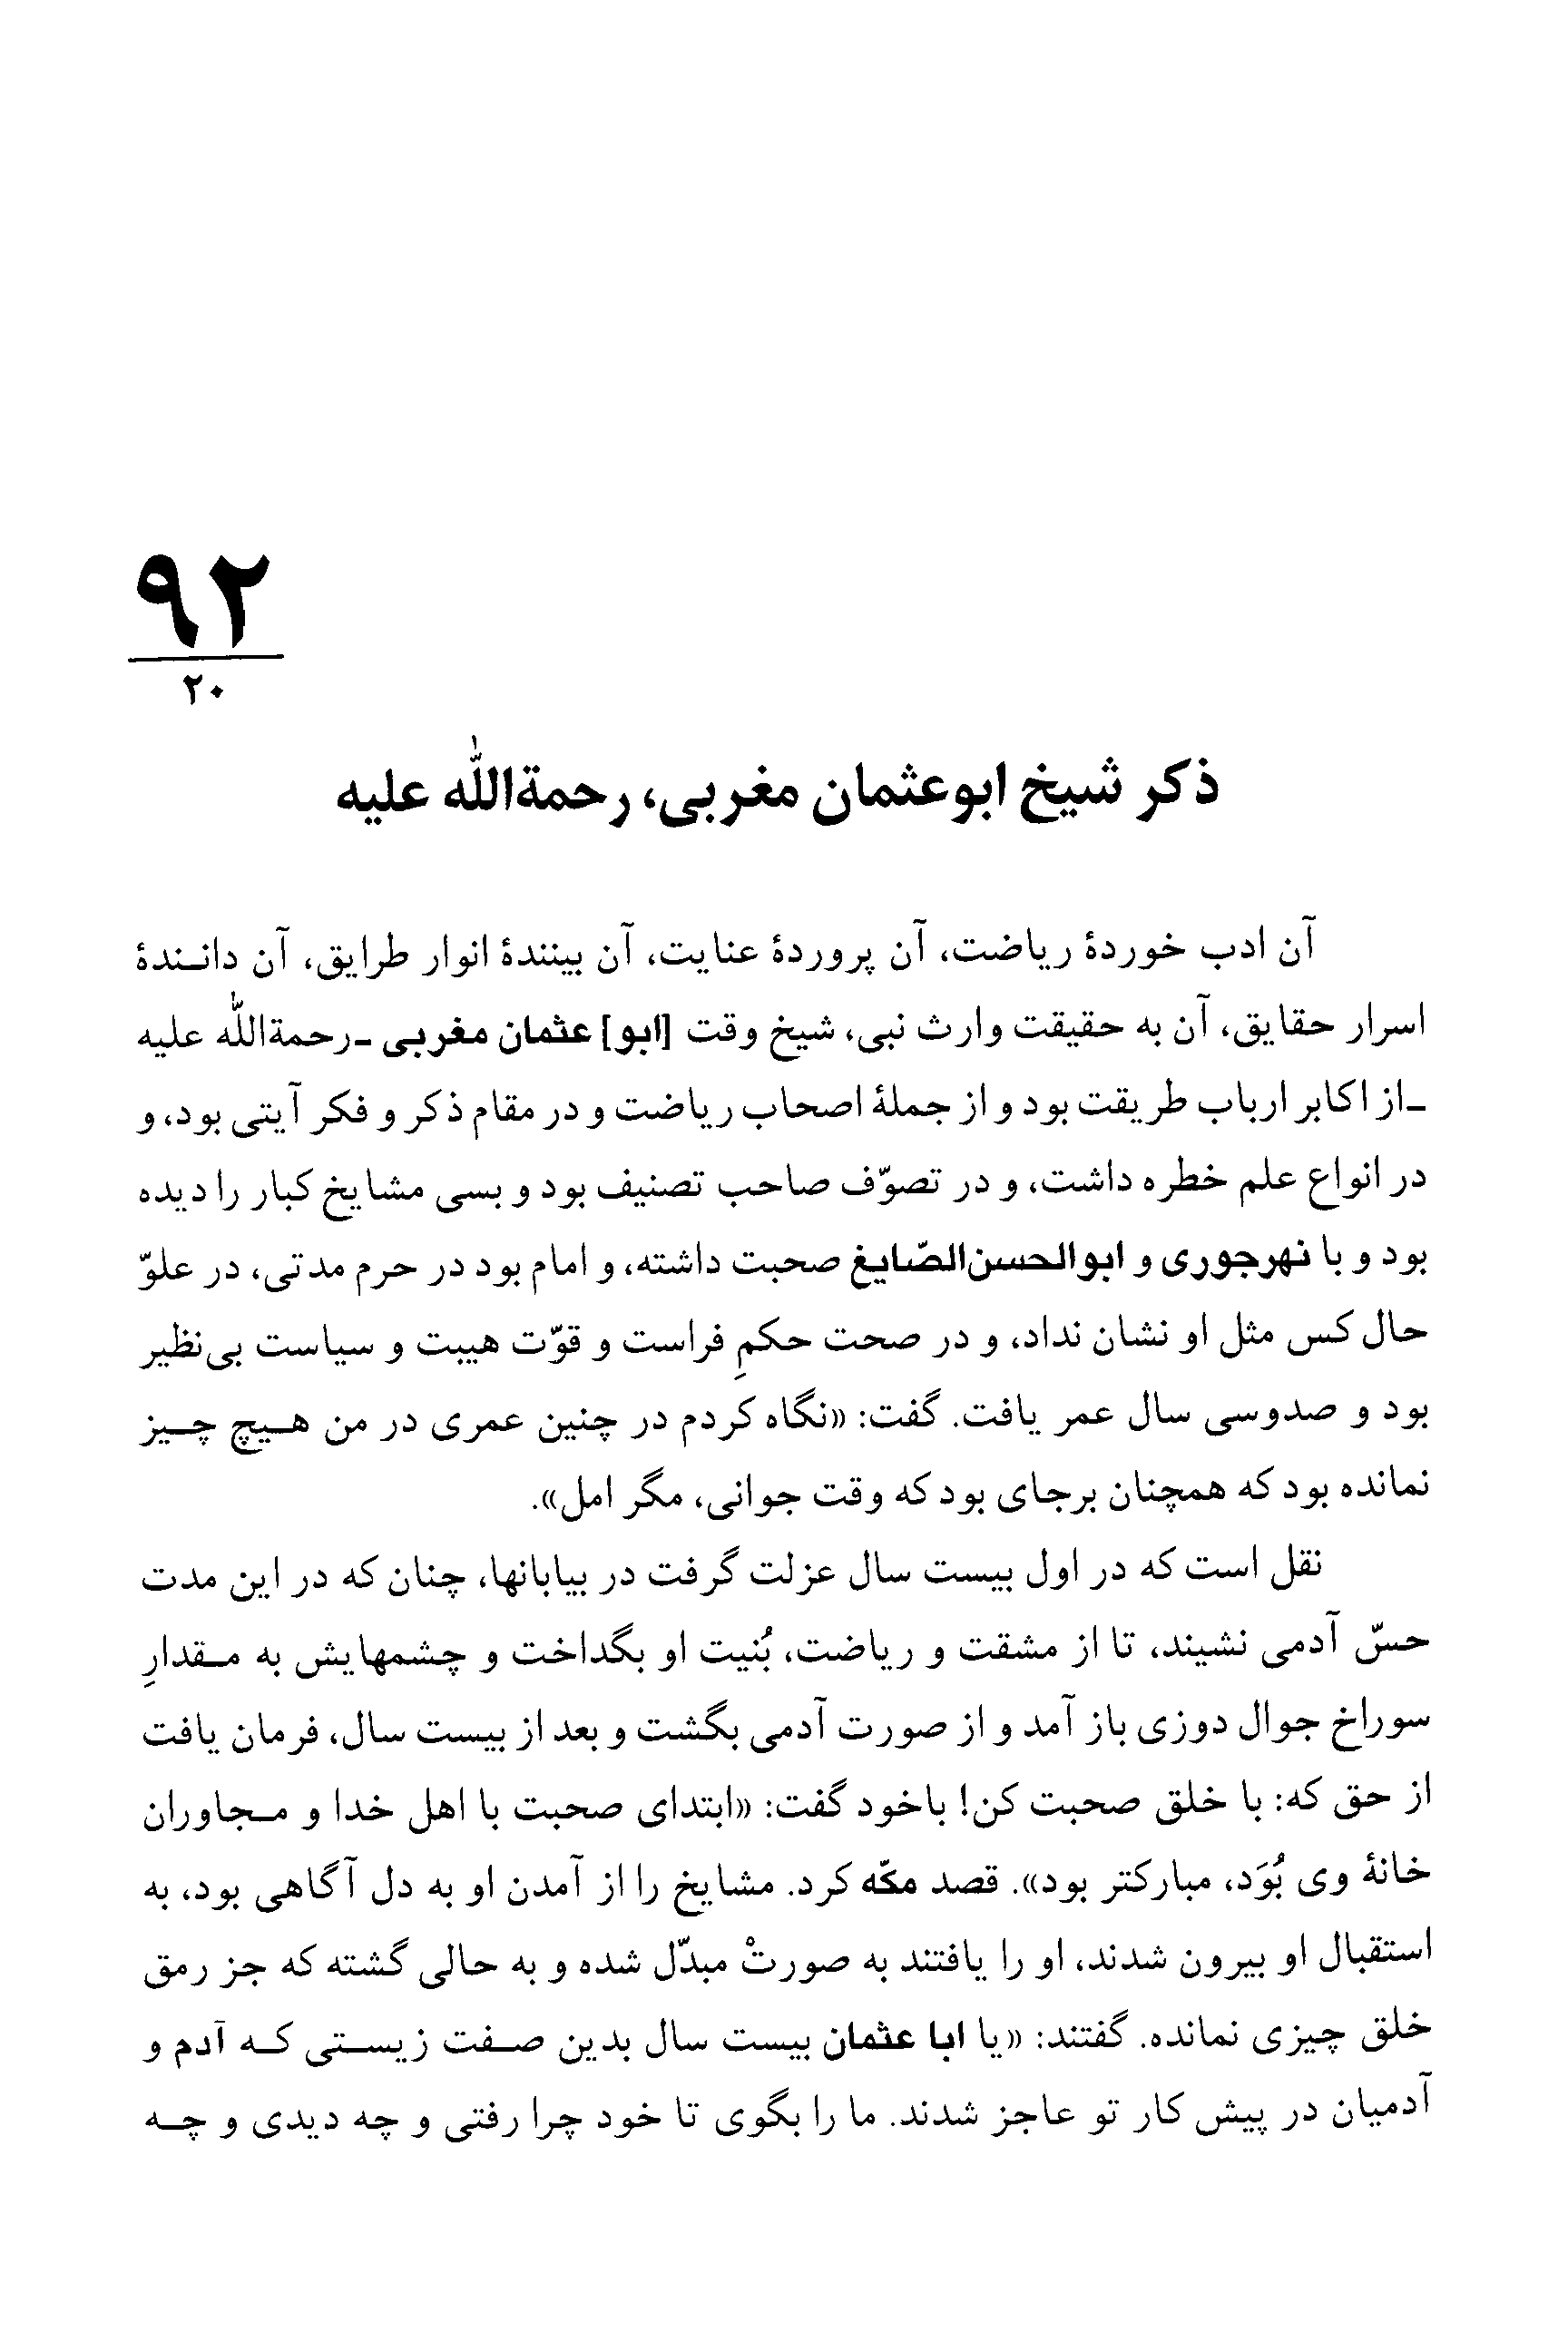 ۹۲
۲۰
ذکر شیخ ابوعثمان مغربی، رحمةالله علیه
آن ادب خوردهٔ ریاضت، آن پروردهٔ عنایت، آن بینندهٔ انوار طرایق، آن دانـندهٔ
اسرار حقایق، آن به حقیقت وارث نبی، شیخ وقت [ابو] عثمان مغربی ـرحمةالله علیه
ـاز اکابر ارباب طریقت بود و از جملهٔ اصحاب ریاضت و در مقام ذکر و فکر آیتی بود، و
در انواع علم خطره داشت، و در تصوّف صاحب تصنیف بود و بسی مشایخ کبار را دیده
بود و با نهرجوری و ابوالحسن‌الصّایغ صحبت داشته، و امام بود در حرم مدتی، در علوّ
حال کس مثل او نشان نداد، و در صحت حکمِ فراست و قوّت هیبت و سیاست بی‌نظیر
بود و صدوسی سال عمر یافت. گفت: «نگاه کردم در چنین عمری در من هـیچ چـیز
نمانده بود که همچنان برجای بود که وقت جوانی، مگر امل».
نقل است که در اول بیست سال عزلت گرفت در بیابانها، چنان که در این مدت
حسّ آدمی نشیند، تا از مشقت و ریاضت، بُنیت او بگداخت و چشمهایش به مـقدارِ
سوراخ جوال دوزی باز آمد و از صورت آدمی بگشت و بعد از بیست سال، فرمان یافت
از حق که: با خلق صحبت کن! باخود گفت: «ابتدای صحبت با اهل خدا و مـجاوران
خانهٔ وی بُوَد، مبارکتر بود». قصد مکّه کرد. مشایخ را از آمدن او به دل آگاهی بود، به
استقبال او بیرون شدند، او را یافتند به صورتْ مبدّل شده و به حالی گشته که جز رمق
خلق چیزی نمانده. گفتند: «یا ابا عثمان بیست سال بدین صـفت زیسـتی کـه آدم و
آدمیان در پیش کار تو عاجز شدند. ما را بگوی تا خود چرا رفتی و چه دیدی و چـه